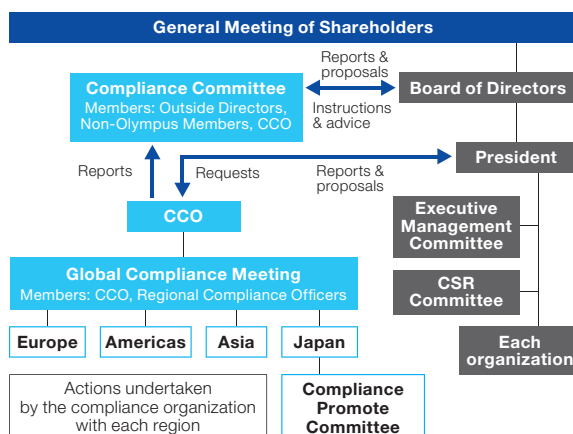 General Meeting of Shareholders
Reports &
proposals
Compliance Committee
Members: Outside Directors,
Non-Olympus Members, CCO
Instructions
& advice
Board of Directors
Reports
Requests
Reports &
proposals
President
CCO
Executive
Management
Committee
Global Compliance Meeting
Members: CCO, Regional Compliance Officers
CSR
Committee
Europe
Americas
Asia
Japan
Each
organization
Actions undertaken
by the compliance organization
with each region
Compliance
Promote
Committee